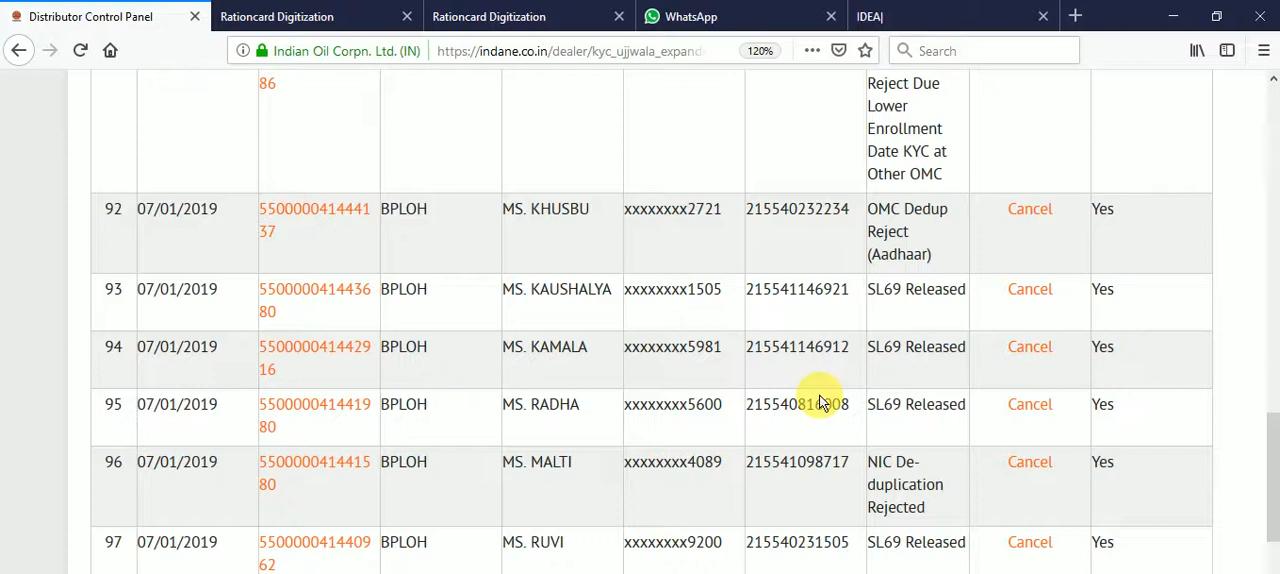 Distributor Control Panel
Rationcard Digitization
Rationcard Digitization
WhatsApp
IDEA|
Indian Oil Corpn. Ltd. (IN)
https://indane.co.in/dealer/kyc_ujjwala_expand
120%
Search
86
Reject Due
Lower
Enrollment
Date KYC at
Other OMC
92 07/01/2019 5500000414441 BPLOH MS. KHUSBU xxxxxxxx2721 215540232234 OMC Dedup Cancel Yes
37 Reject
(Aadhaar)
93 07/01/2019 5500000414436 BPLOH MS. KAUSHALYA xxxxxxxx1505 215541146921 SL69 Released Cancel Yes
80
94 07/01/2019 5500000414429 BPLOH MS. KAMALA xxxxxxxx5981 215541146912 SL69 Released Cancel Yes
16
95 07/01/2019 5500000414419 BPLOH MS. RADHA xxxxxxxx5600 SL69 Released Cancel Yes
80
96 07/01/2019 5500000414415 BPLOH MS. MALTI xxxxxxxx4089 215541098717 NIC De- Cancel Yes
80 duplication
Rejected
97 07/01/2019 5500000414409 BPLOH MS. RUVI xxxxxxxx9200 215540231505 SL69 Released Cancel Yes
62